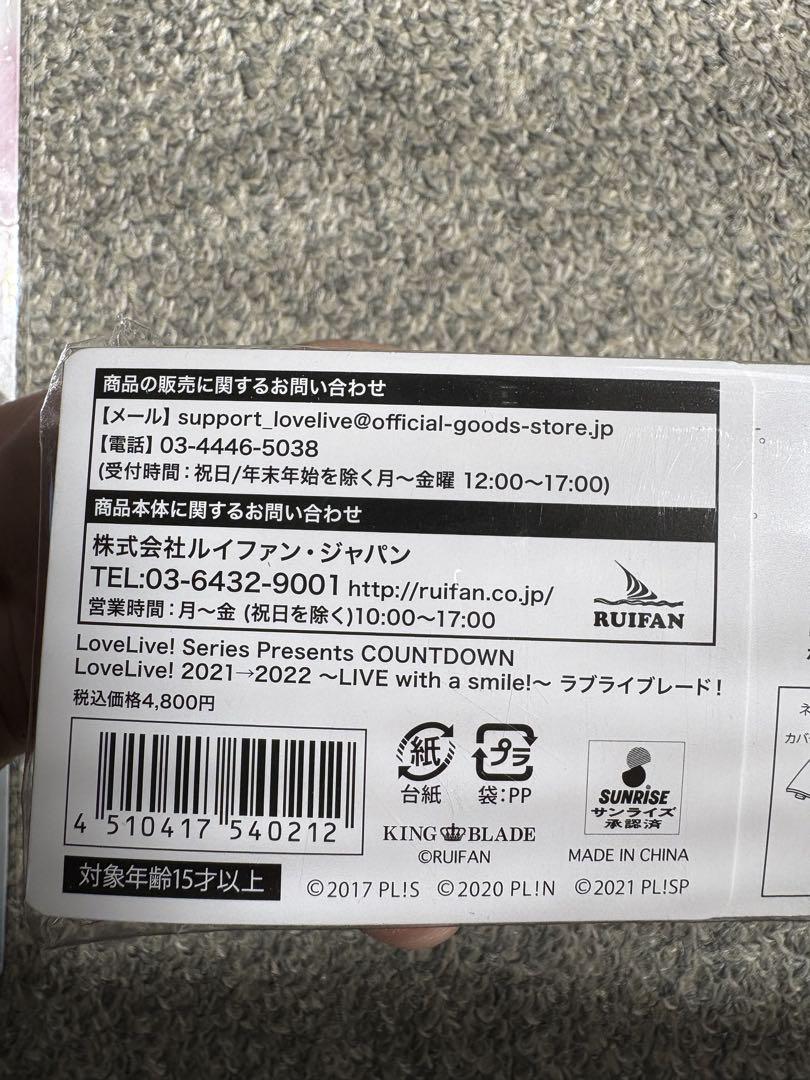 商品の販売に関するお問い合わせ
【メール】support_lovelive@official-goods-store.jp
【電話】03-4446-5038
(受付時間：祝日/年末年始を除く月～金曜 12:00～17:00)
商品本体に関するお問い合わせ
株式会社ルイファン・ジャパン
TEL:03-6432-9001 http://ruifan.co.jp/
営業時間：月～金 (祝日を除く)10:00～17:00
RUIFAN
LoveLive! Series Presents COUNTDOWN
LoveLive! 2021→2022 ～LIVE with a smile!～ ラブライブレード！
税込価格4,800円
4 510417 540212
紙
台紙
プラ
袋：PP
KING BLADE
©RUIFAN
SUNRISE
サンライズ
承認済
MADE IN CHINA
対象年齢15才以上
©2017 PL!S ©2020 PL!N ©2021 PL!SP
ネ
カバ